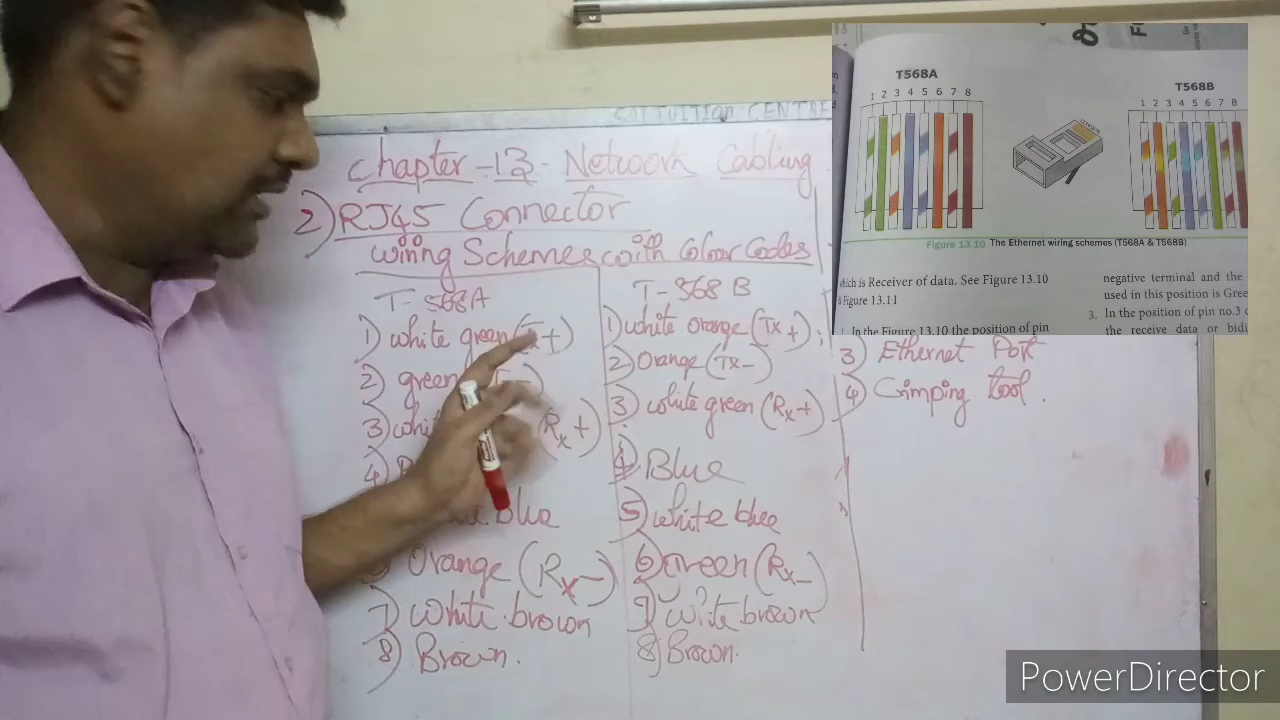 CAL TUITION CENTRE
Chapter-13-Network Cabling
2) RJ45 Connector
wiring Schemes with Colour Codes
T-568A
1) white green (Tx+)
2) green
3) whi (Rx+)
4) B
blue
Orange (Rx-)
7) White brown
8) Brown.
T-568B
1) white orange (Tx+)
2) Orange (Tx-)
3) white green (Rx+)
4) Blue
5) white blue
6) Green (Rx-)
7) Wite brown
8) Brown.
3) Ethernet Port
4) Crimping tool.
T568A
1 2 3 4 5 6 7 8
T568B
1 2 3 4 5 6 7 8
Figure 13.10 The Ethernet wiring schemes (T568A & T568B)
which is Receiver of data. See Figure 13.10
Figure 13.11
In the Figure 13.10 the position of pin
negative terminal and the
used in this position is Gree
3. In the position of pin no.3
the receive data or bidi
PowerDirector